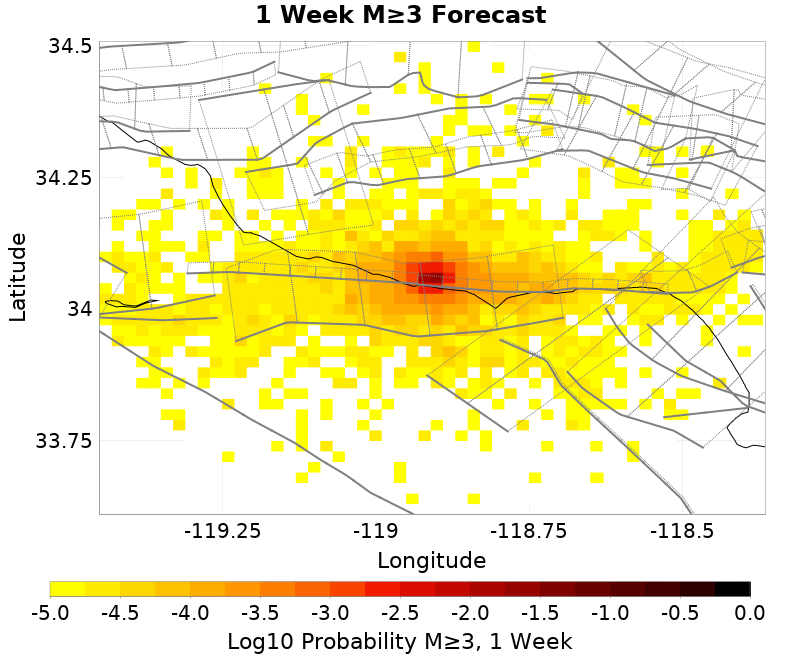 1 Week M≥3 Forecast
34.5
34.25
34
33.75
Latitude
-119.25 -119 -118.75 -118.5
Longitude
-5.0 -4.5 -4.0 -3.5 -3.0 -2.5 -2.0 -1.5 -1.0 -0.5 0.0
Log10 Probability M≥3, 1 Week